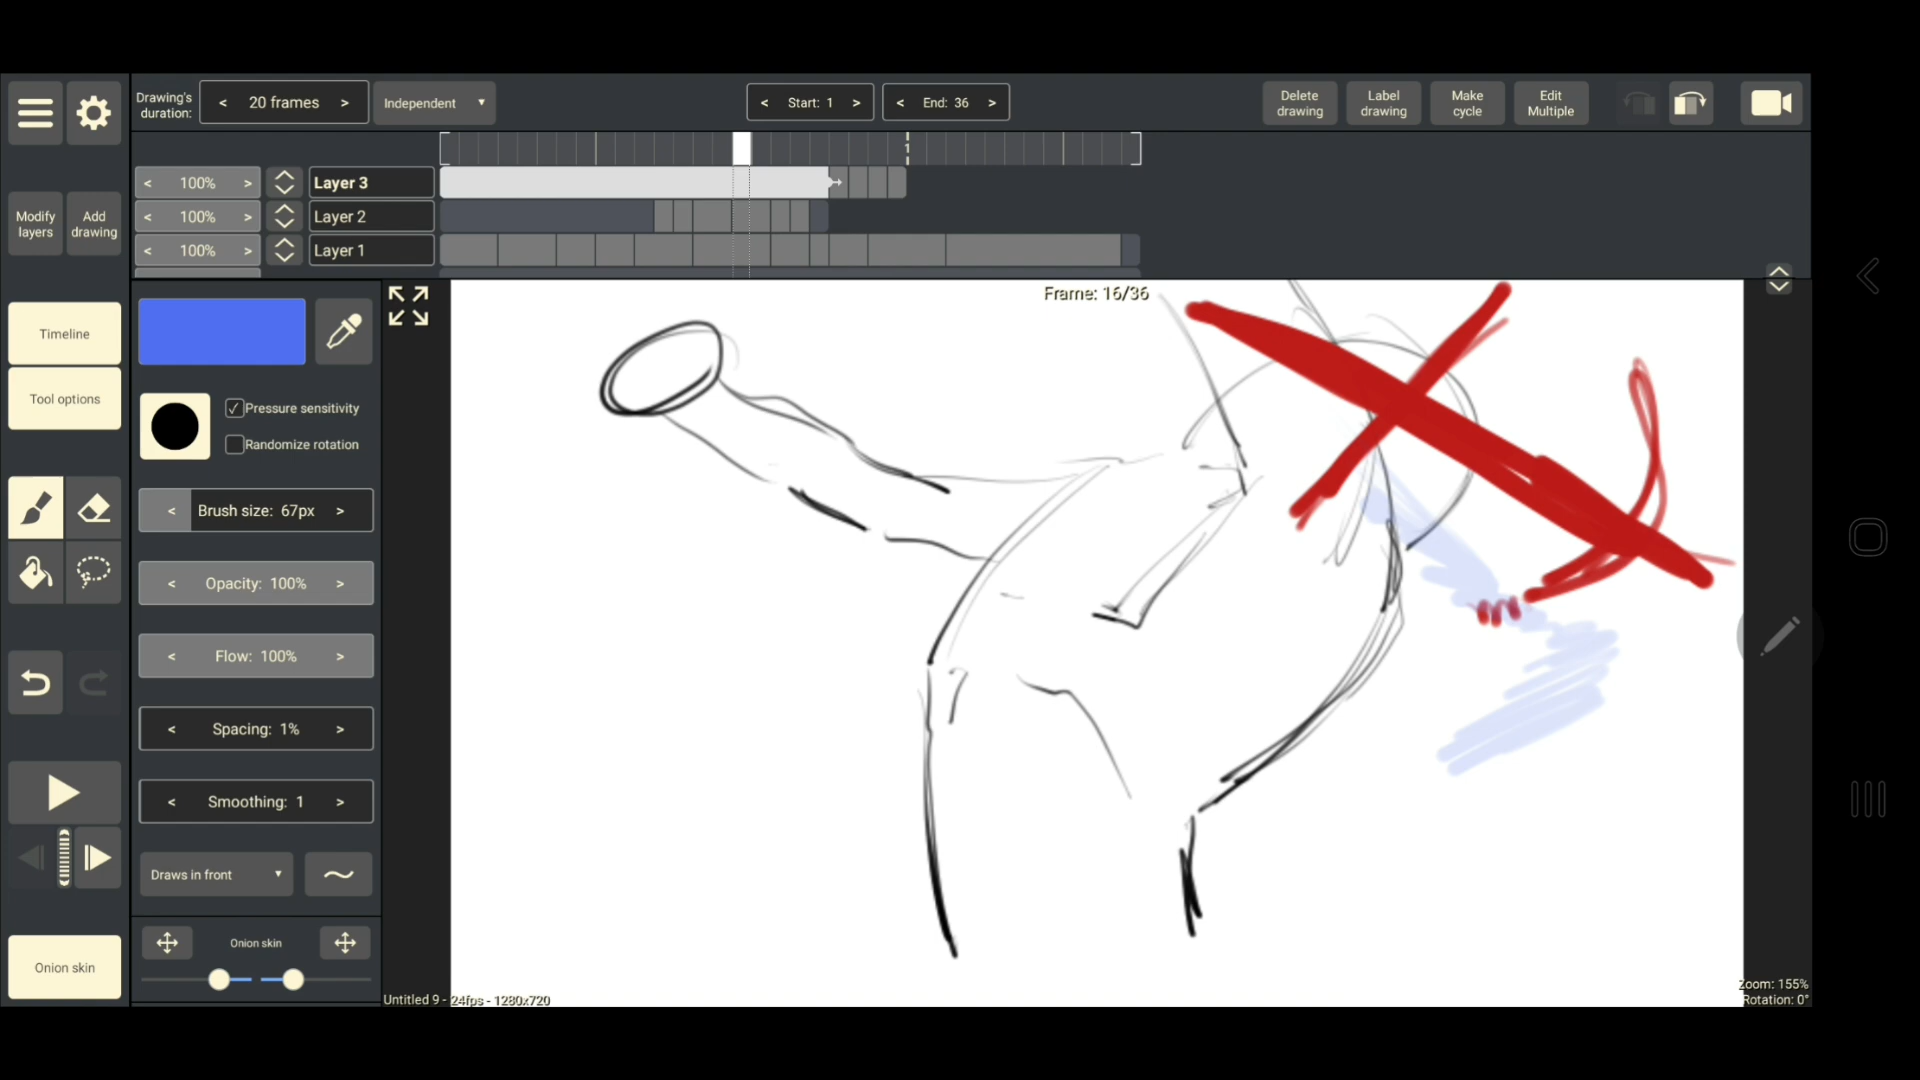 Drawing's
duration:
< 20 frames >
Independent
< Start: 1 >
< End: 36 >
Delete
drawing
Label
drawing
Make
cycle
Edit
Multiple
1
< 100% >
Layer 3
< 100% >
Layer 2
< 100% >
Layer 1
Modify
layers
Add
drawing
Timeline
Tool options
Frame: 16/36
Pressure sensitivity
Randomize rotation
< Brush size: 67px >
< Opacity: 100% >
< Flow: 100% >
< Spacing: 1% >
< Smoothing: 1 >
Draws in front
Onion skin
Onion skin
Untitled 9 - 24fps - 1280x720
Zoom: 155%
Rotation: 0°